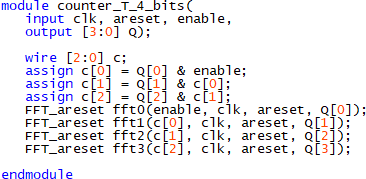 module counter_T_4_bits(
input clk, areset, enable,
output [3:0] Q);
wire [2:0] c;
assign c[0] = Q[0] & enable;
assign c[1] = Q[1] & c[0];
assign c[2] = Q[2] & c[1];
FFT_areset fft0(enable, clk, areset, Q[0]);
FFT_areset fft1(c[0], clk, areset, Q[1]);
FFT_areset fft2(c[1], clk, areset, Q[2]);
FFT_areset fft3(c[2], clk, areset, Q[3]);
endmodule